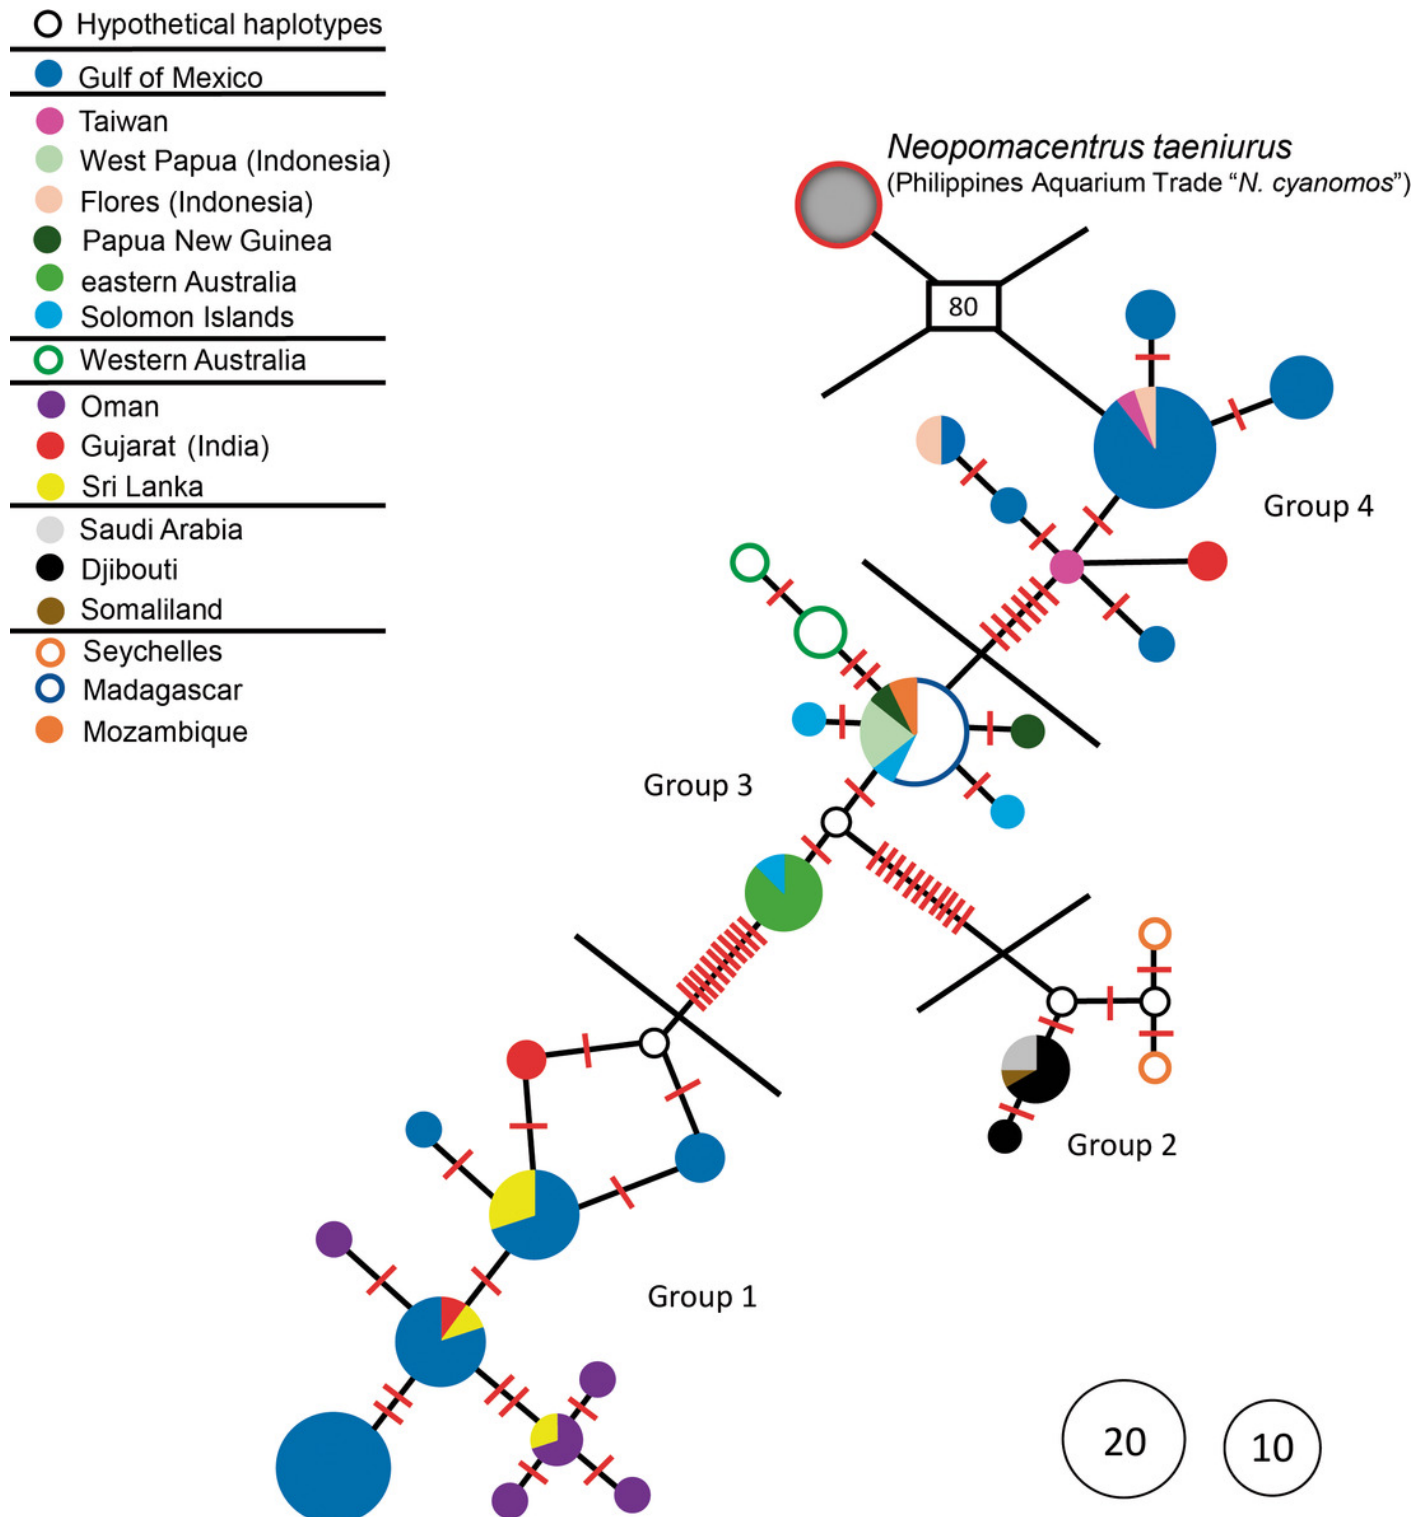 Hypothetical haplotypes
Gulf of Mexico
Taiwan
West Papua (Indonesia)
Flores (Indonesia)
Papua New Guinea
eastern Australia
Solomon Islands
Western Australia
Oman
Gujarat (India)
Sri Lanka
Saudi Arabia
Djibouti
Somaliland
Seychelles
Madagascar
Mozambique
Neopomacentrus taeniurus
(Philippines Aquarium Trade “N. cyanomos”)
80
Group 4
Group 3
Group 2
Group 1
20
10